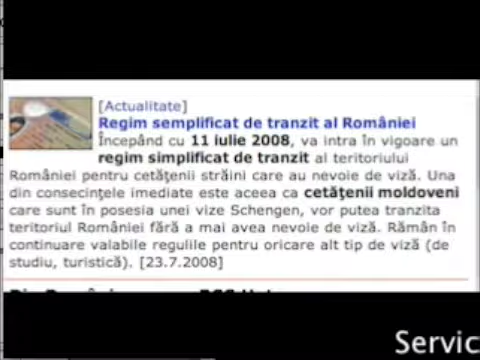 [Actualitate]
Regim semplificat de tranzit al României
Începând cu 11 iulie 2008, va intra în vigoare un
regim simplificat de tranzit al teritoriului
României pentru cetăţenii străini care au nevoie de viză. Una
din consecinţele imediate este aceea ca cetăţenii moldoveni
care sunt în posesia unei vize Schengen, vor putea tranzita
teritoriul României fără a mai avea nevoie de viză. Rămân în
continuare valabile regulile pentru oricare alt tip de viză (de
studiu, turistică). [23.7.2008]
Servic